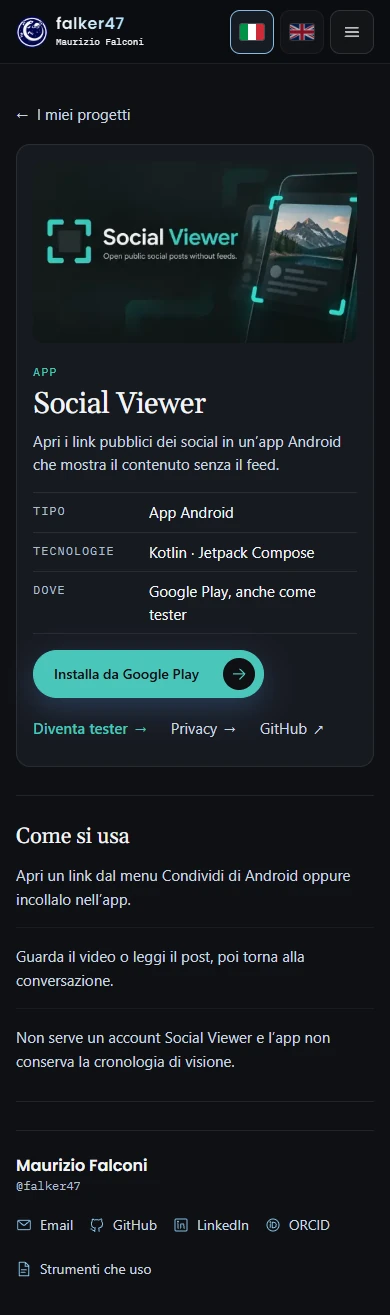 falker47
Maurizio Falconi
← I miei progetti
Social Viewer
Open public social posts without feeds.
APP
Social Viewer
Apri i link pubblici dei social in un’app Android
che mostra il contenuto senza il feed.
TIPO App Android
TECNOLOGIE Kotlin · Jetpack Compose
DOVE Google Play, anche come
tester
Installa da Google Play →
Diventa tester → Privacy → GitHub ↗
Come si usa
Apri un link dal menu Condividi di Android oppure
incollalo nell’app.
Guarda il video o leggi il post, poi torna alla
conversazione.
Non serve un account Social Viewer e l’app non
conserva la cronologia di visione.
Maurizio Falconi
@falker47
Email GitHub LinkedIn ORCID
Strumenti che uso